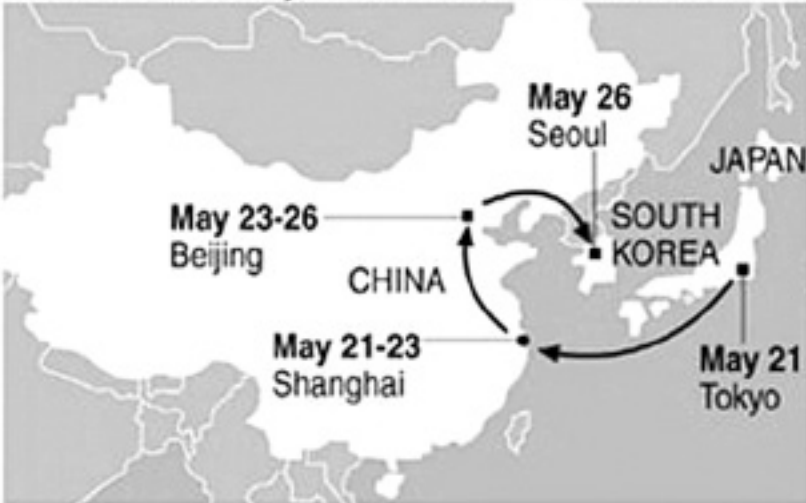 May 26
Seoul
JAPAN
May 23-26
Beijing
SOUTH
KOREA
CHINA
May 21-23
Shanghai
May 21
Tokyo